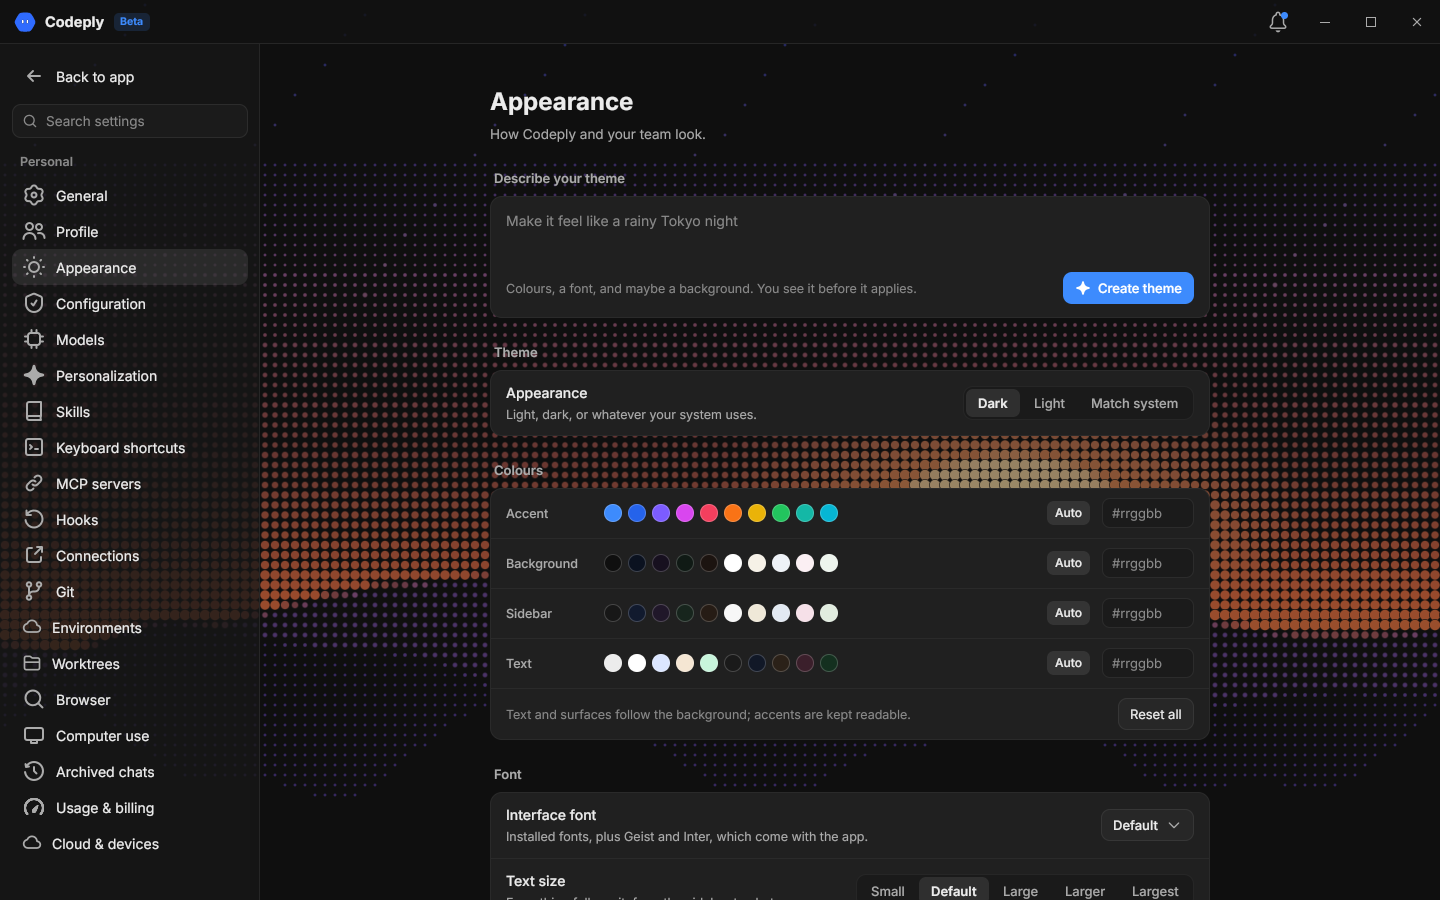 Codeply
Beta
Back to app
Search settings
Personal
General
Profile
Appearance
Configuration
Models
Personalization
Skills
Keyboard shortcuts
MCP servers
Hooks
Connections
Git
Environments
Worktrees
Browser
Computer use
Archived chats
Usage & billing
Cloud & devices
Appearance
How Codeply and your team look.
Describe your theme
Make it feel like a rainy Tokyo night
Colours, a font, and maybe a background. You see it before it applies.
Create theme
Theme
Appearance
Light, dark, or whatever your system uses.
Dark
Light
Match system
Colours
Accent
Auto
#rrggbb
Background
Auto
#rrggbb
Sidebar
Auto
#rrggbb
Text
Auto
#rrggbb
Text and surfaces follow the background; accents are kept readable.
Reset all
Font
Interface font
Installed fonts, plus Geist and Inter, which come with the app.
Default
Text size
Small
Default
Large
Larger
Largest